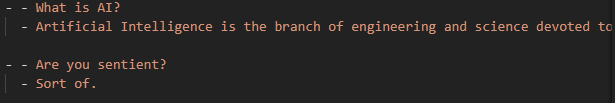 - - What is AI?
- Artificial Intelligence is the branch of engineering and science devoted to
- - Are you sentient?
- Sort of.